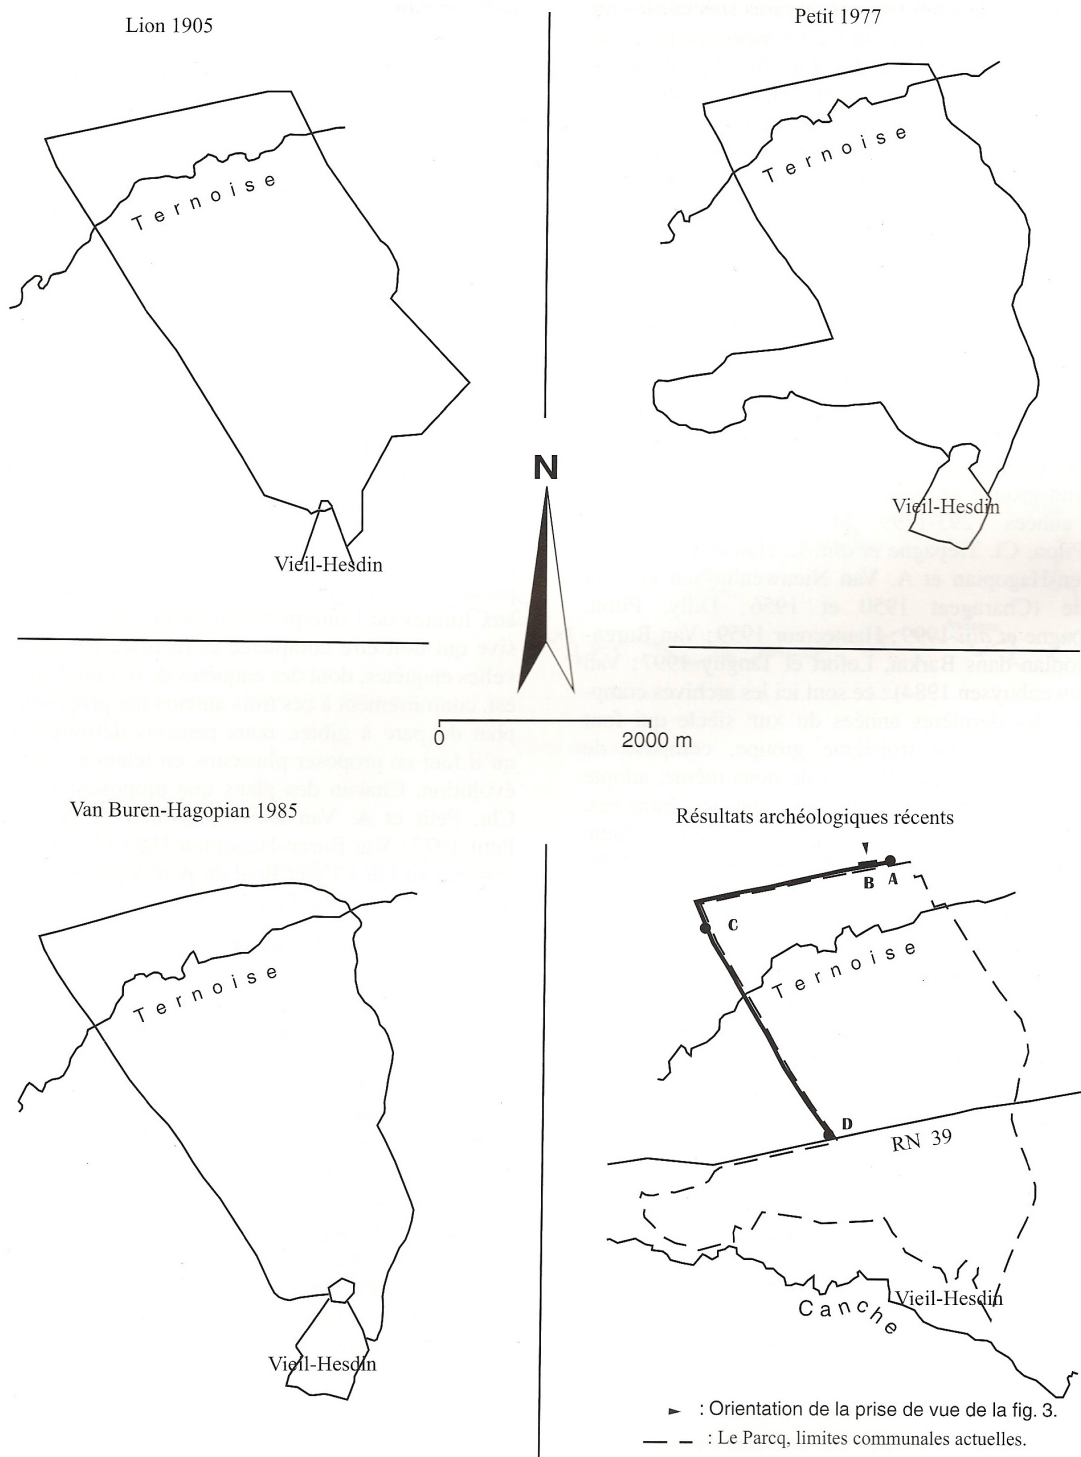 Lion 1905
Petit 1977
Ternoise
Ternoise
Vieil-Hesdin
Vieil-Hesdin
N
0 2000 m
Van Buren-Hagopian 1985
Résultats archéologiques récents
B A
C
Ternoise
Ternoise
D
RN 39
Vieil-Hesdin
Canche
Vieil-Hesdin
: Orientation de la prise de vue de la fig. 3.
: Le Parcq, limites communales actuelles.